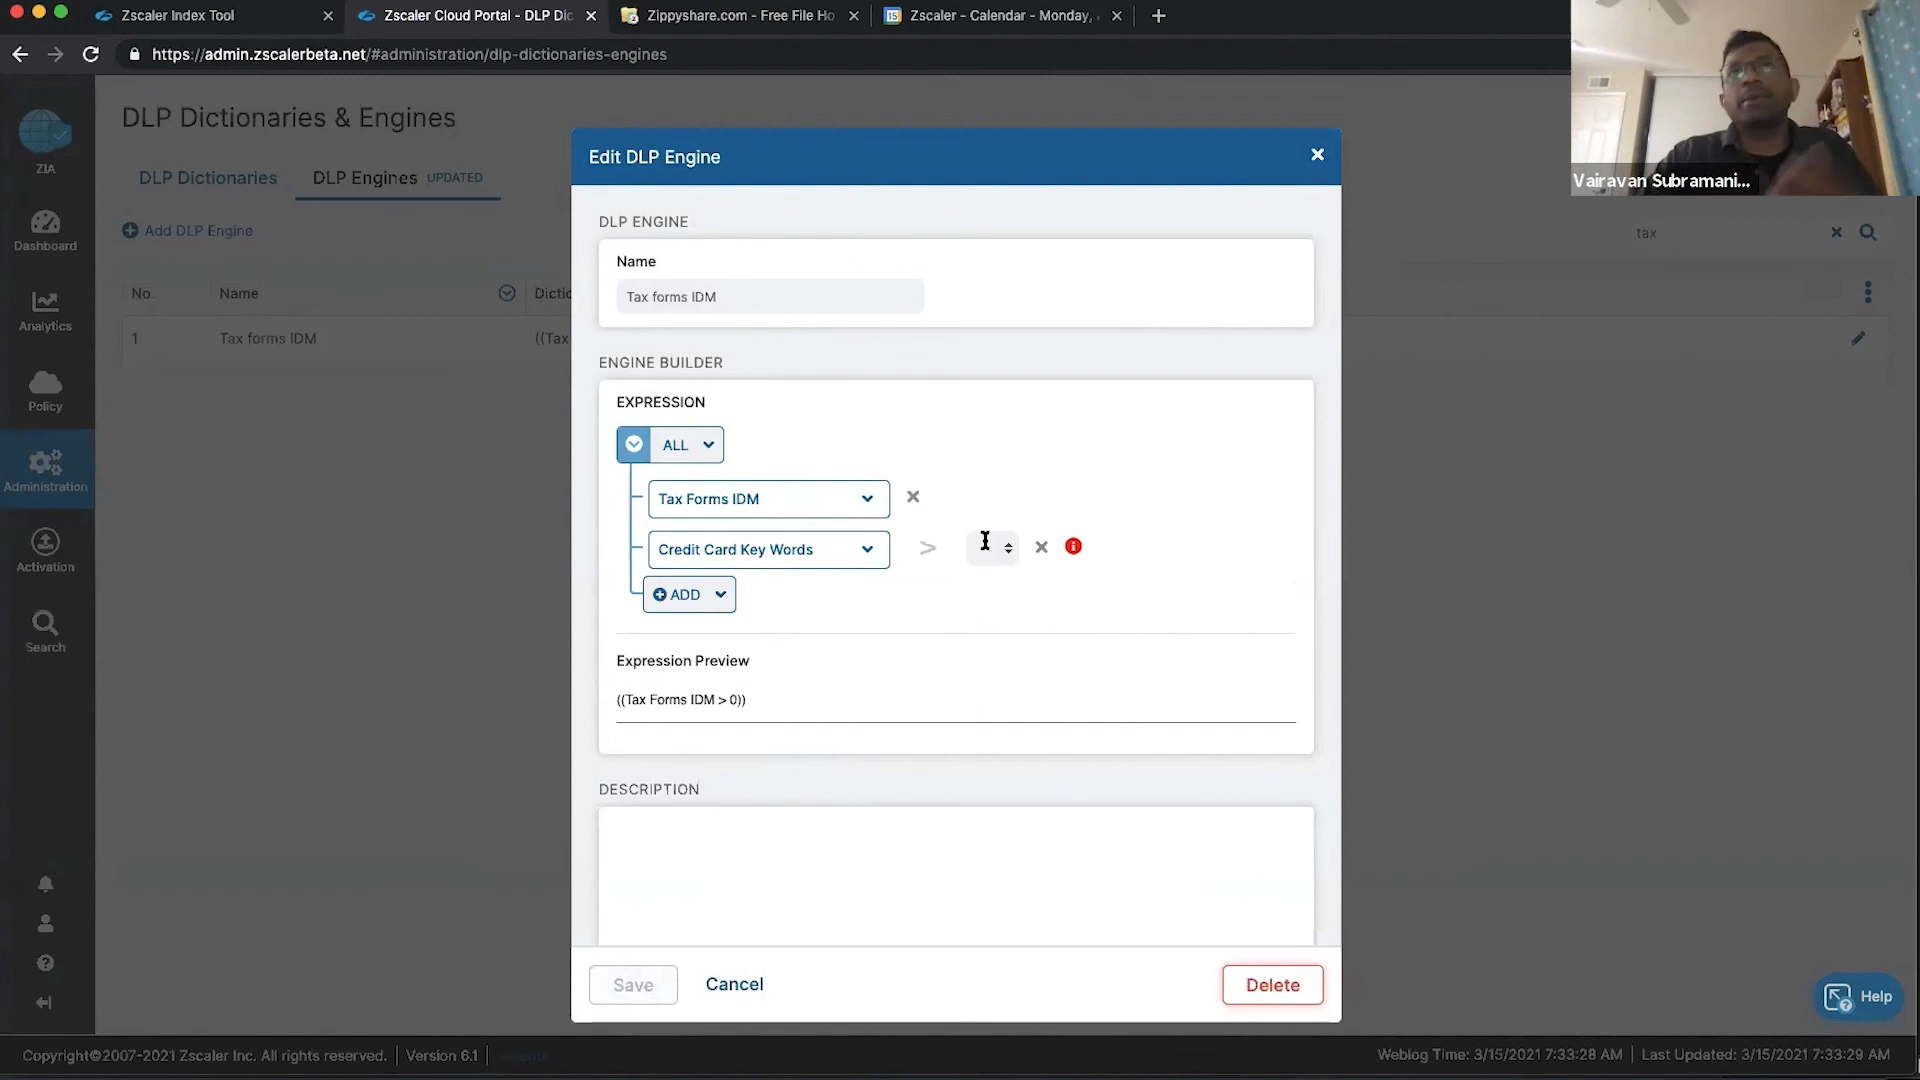 Zscaler Index Tool
Zscaler Cloud Portal - DLP Dic
Zippyshare.com - Free File Ho
Zscaler - Calendar - Monday,
https://admin.zscalerbeta.net/#administration/dlp-dictionaries-engines
Vairavan Subramani...
ZIA
Dashboard
Analytics
Policy
Administration
Activation
Search
DLP Dictionaries & Engines
DLP Dictionaries
DLP Engines UPDATED
Add DLP Engine
tax
No.
Name
Dictio
1
Tax forms IDM
((Tax
Edit DLP Engine
DLP ENGINE
Name
Tax forms IDM
ENGINE BUILDER
EXPRESSION
ALL
Tax Forms IDM
Credit Card Key Words
>
ADD
Expression Preview
((Tax Forms IDM > 0))
DESCRIPTION
Save
Cancel
Delete
Help
Copyright©2007-2021 Zscaler Inc. All rights reserved. | Version 6.1 |
Weblog Time: 3/15/2021 7:33:28 AM | Last Updated: 3/15/2021 7:33:29 AM